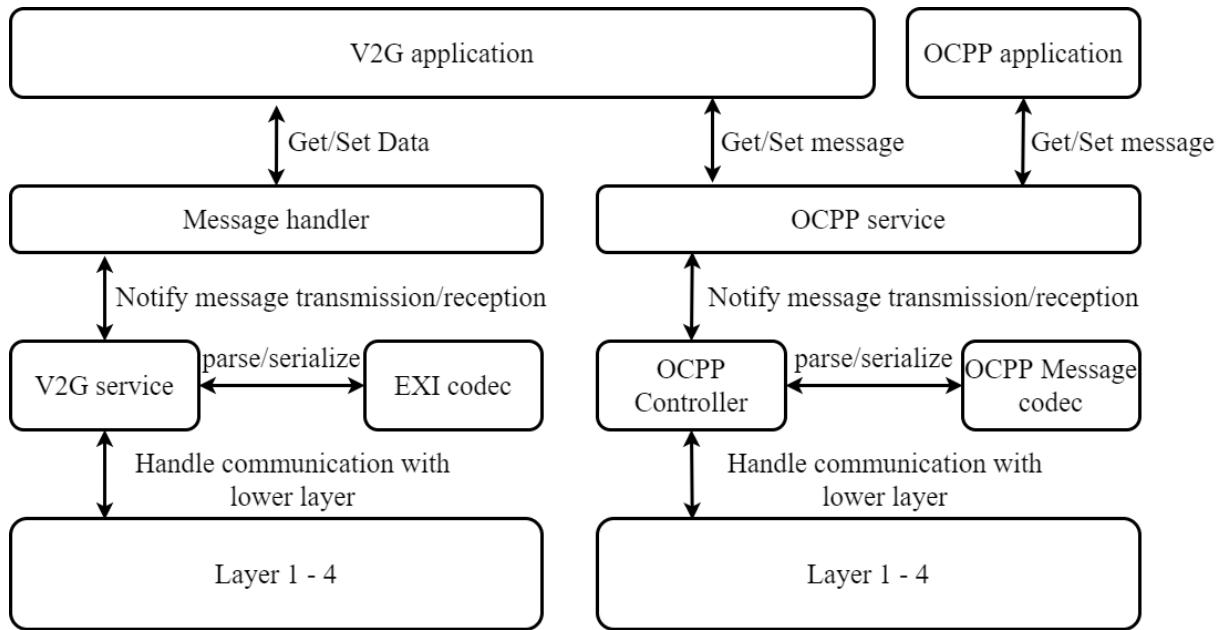 V2G application
OCPP application
Get/Set Data
Get/Set message
Get/Set message
Message handler
OCPP service
Notify message transmission/reception
Notify message transmission/reception
V2G service
parse/serialize
EXI codec
OCPP
Controller
parse/serialize
OCPP Message
codec
Handle communication with
lower layer
Handle communication with
lower layer
Layer 1 - 4
Layer 1 - 4